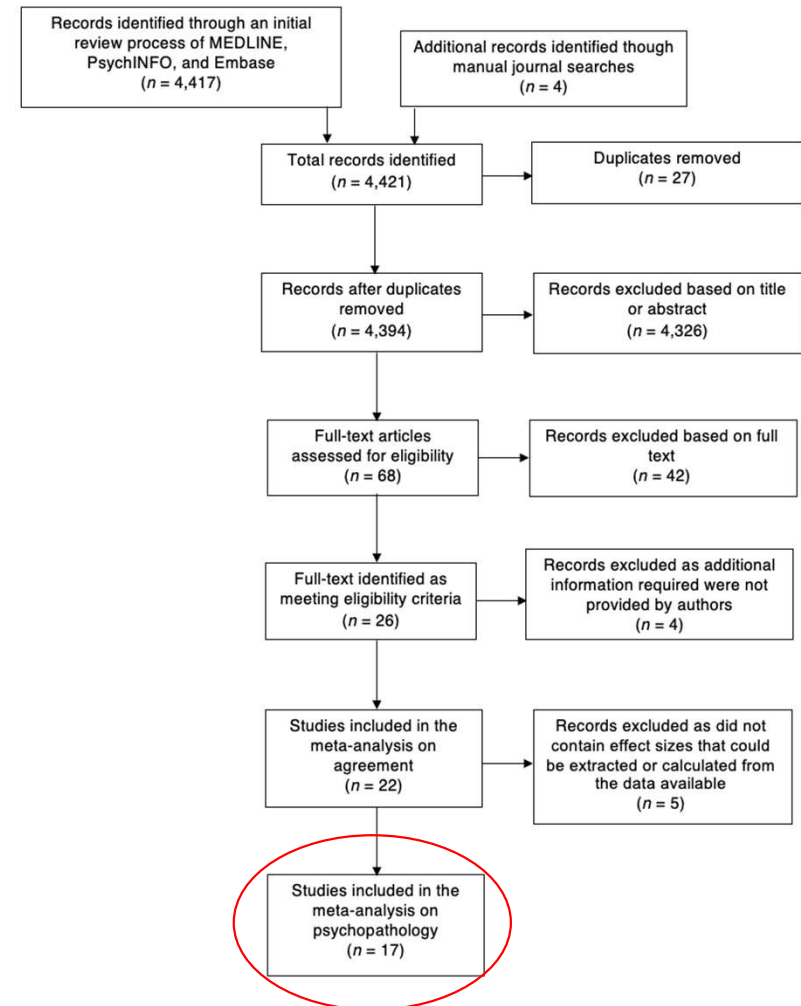 Records identified through an initial
review process of MEDLINE,
PsychINFO, and Embase
(n = 4,417)
Additional records identified though
manual journal searches
(n = 4)
Total records identified
(n = 4,421)
Duplicates removed
(n = 27)
Records after duplicates
removed
(n = 4,394)
Records excluded based on title
or abstract
(n = 4,326)
Full-text articles
assessed for eligibility
(n = 68)
Records excluded based on full
text
(n = 42)
Full-text identified as
meeting eligibility criteria
(n = 26)
Records excluded as additional
information required were not
provided by authors
(n = 4)
Studies included in the
meta-analysis on
agreement
(n = 22)
Records excluded as did not
contain effect sizes that could
be extracted or calculated from
the data available
(n = 5)
Studies included in the
meta-analysis on
psychopathology
(n = 17)